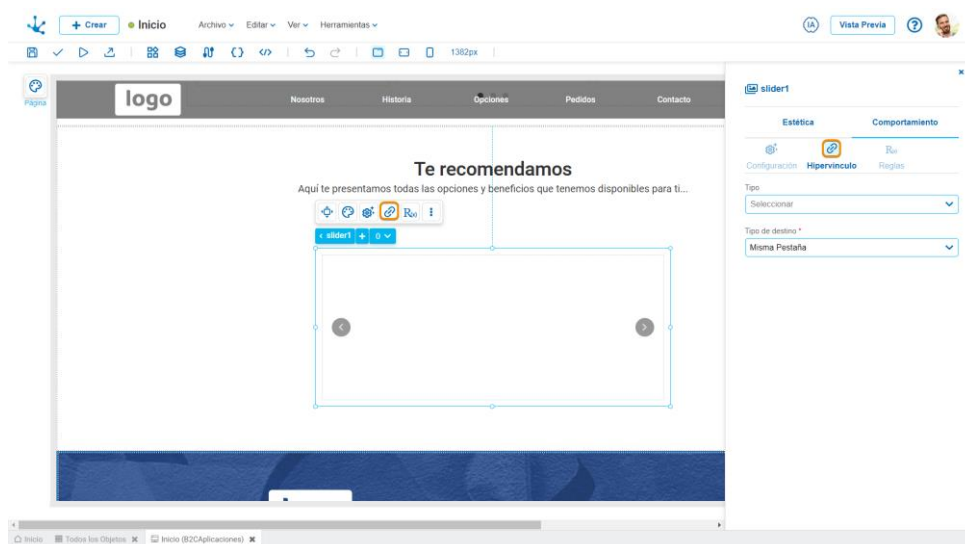 + Crear Inicio Archivo Editar Ver Herramientas IA Vista Previa ?
1382px
Página
logo Nosotros Historia Opciones Pedidos Contacto
Te recomendamos
Aquí te presentamos todas las opciones y beneficios que tenemos disponibles para ti...
slider1 + 0
slider1
Estética Comportamiento
Configuración Hipervínculo Reglas
Tipo
Seleccionar
Tipo de destino *
Misma Pestaña
Inicio Todos los Objetos Inicio (B2CAplicaciones)